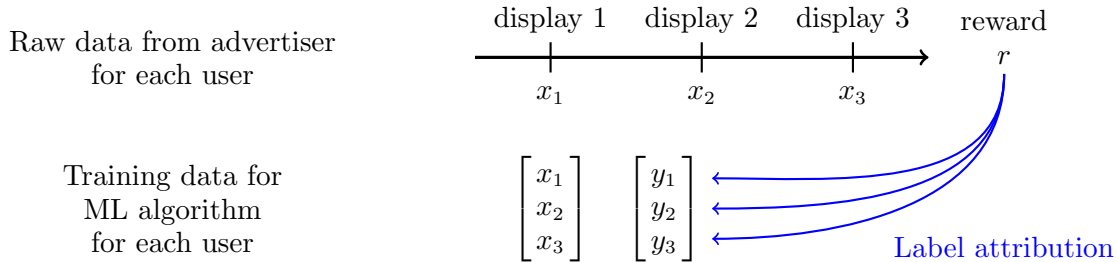 display 1 display 2 display 3 reward
Raw data from advertiser
for each user
r
x₁ x₂ x₃
Training data for
ML algorithm
for each user
x₁ y₁
x₂ y₂
x₃ y₃
Label attribution